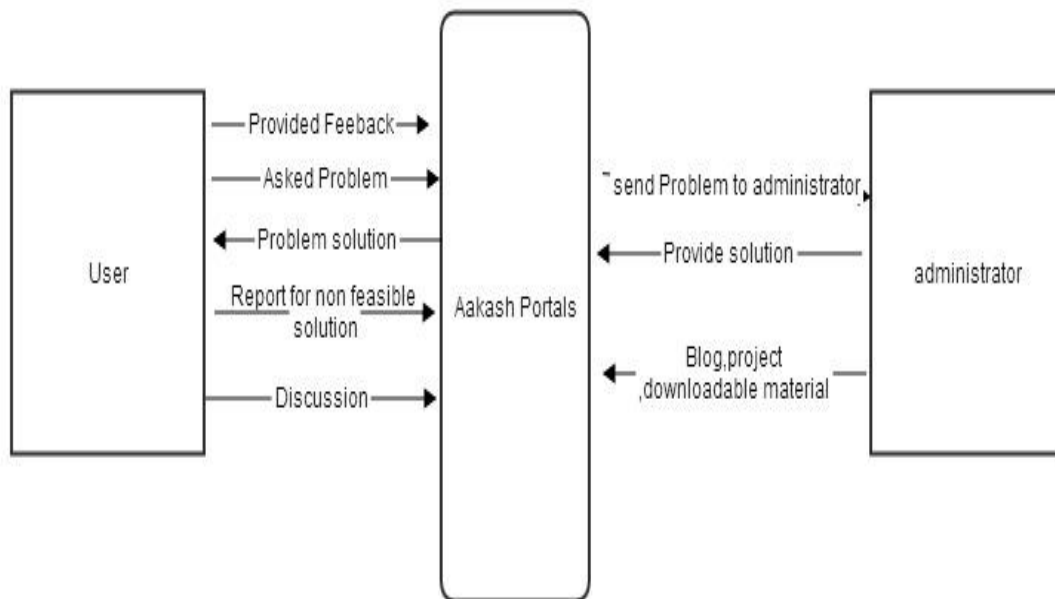 Provided Feeback
Asked Problem
Problem solution
User
Report for non feasible
solution
Discussion
Aakash Portals
send Problem to administrator
Provide solution
administrator
Blog,project
,downloadable material